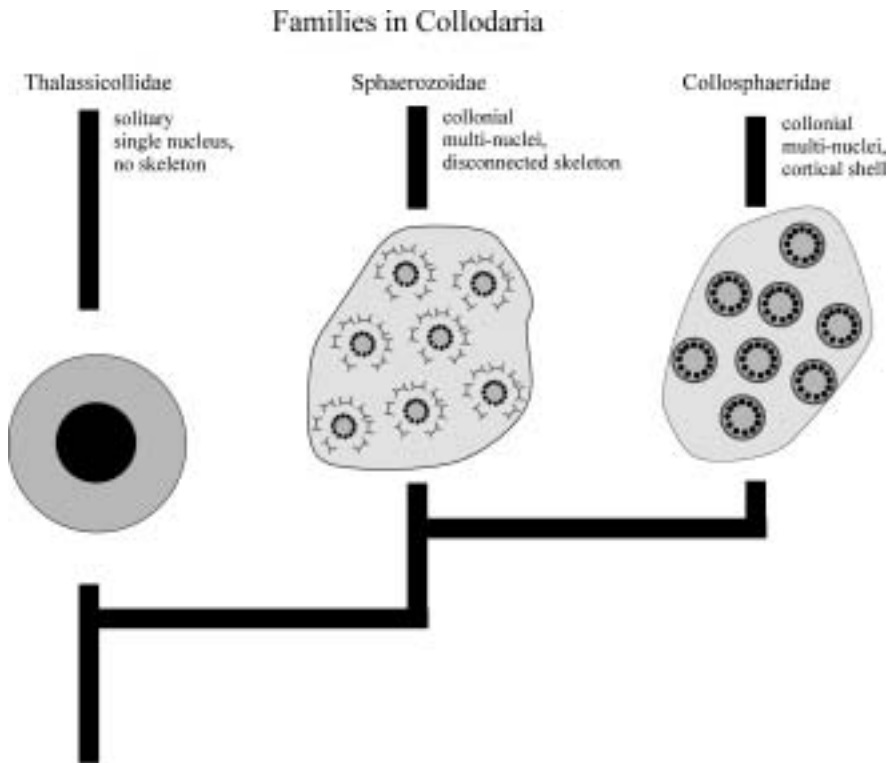 Families in Collodaria
Thalassicollidae
solitary
single nucleus,
no skeleton
Sphaerozoidae
collonial
multi-nuclei,
disconnected skeleton
Collosphaeridae
collonial
multi-nuclei,
cortical shell